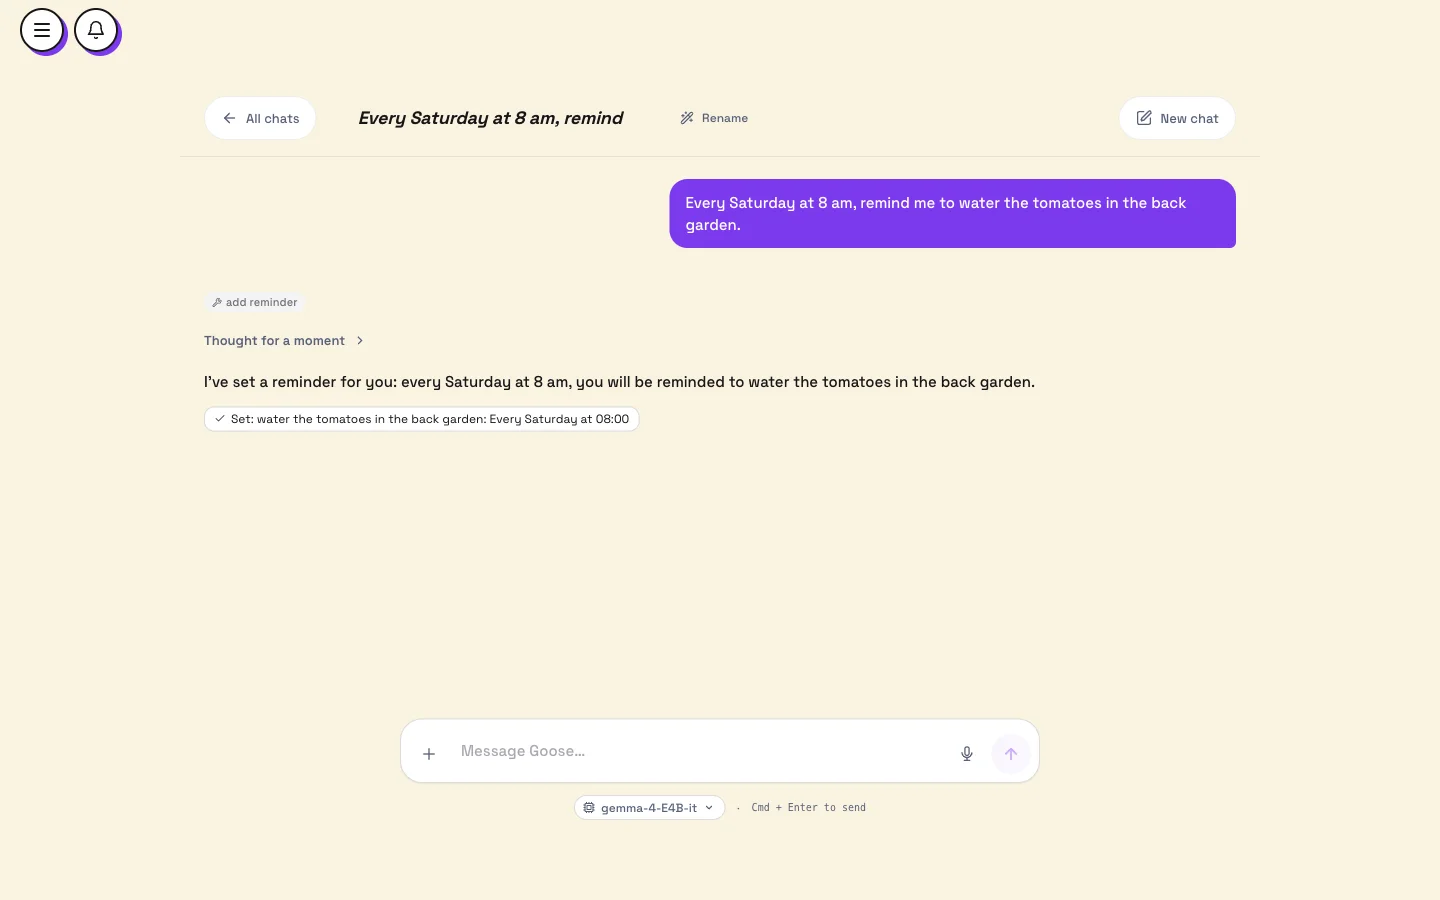 All chats
Every Saturday at 8 am, remind
Rename
New chat
Every Saturday at 8 am, remind me to water the tomatoes in the back
garden.
add reminder
Thought for a moment
I've set a reminder for you: every Saturday at 8 am, you will be reminded to water the tomatoes in the back garden.
Set: water the tomatoes in the back garden: Every Saturday at 08:00
Message Goose...
gemma-4-E4B-it
· Cmd + Enter to send